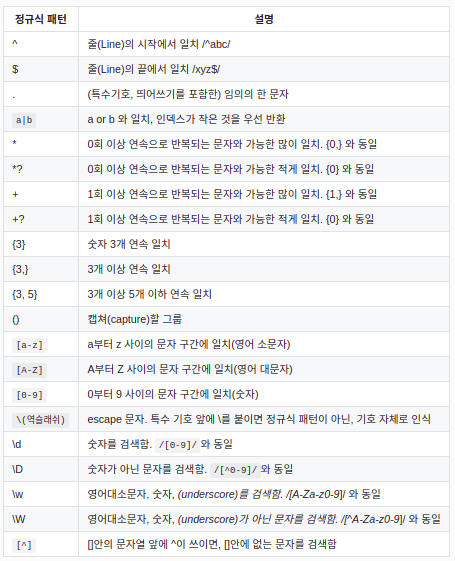 정규식 패턴 설명
^ 줄(Line)의 시작에서 일치 /^abc/
$ 줄(Line)의 끝에서 일치 /xyz$/
. (특수기호, 띄어쓰기를 포함한) 임의의 한 문자
a|b a or b 와 일치, 인덱스가 작은 것을 우선 반환
* 0회 이상 연속으로 반복되는 문자와 가능한 많이 일치. {0,} 와 동일
*? 0회 이상 연속으로 반복되는 문자와 가능한 적게 일치. {0} 와 동일
+ 1회 이상 연속으로 반복되는 문자와 가능한 많이 일치. {1,} 와 동일
+? 1회 이상 연속으로 반복되는 문자와 가능한 적게 일치. {0} 와 동일
{3} 숫자 3개 연속 일치
{3,} 3개 이상 연속 일치
{3, 5} 3개 이상 5개 이하 연속 일치
() 캡쳐(capture)할 그룹
[a-z] a부터 z 사이의 문자 구간에 일치(영어 소문자)
[A-Z] A부터 Z 사이의 문자 구간에 일치(영어 대문자)
[0-9] 0부터 9 사이의 문자 구간에 일치(숫자)
\(역슬래쉬) escape 문자. 특수 기호 앞에 \를 붙이면 정규식 패턴이 아닌, 기호 자체로 인식
\d 숫자를 검색함. /[0-9]/ 와 동일
\D 숫자가 아닌 문자를 검색함. /[^0-9]/ 와 동일
\w 영어대소문자, 숫자, (underscore)를 검색함. /[A-Za-z0-9]/ 와 동일
\W 영어대소문자, 숫자, (underscore)가 아닌 문자를 검색함. /[^A-Za-z0-9]/ 와 동일
[^] []안의 문자열 앞에 ^이 쓰이면, []안에 없는 문자를 검색함